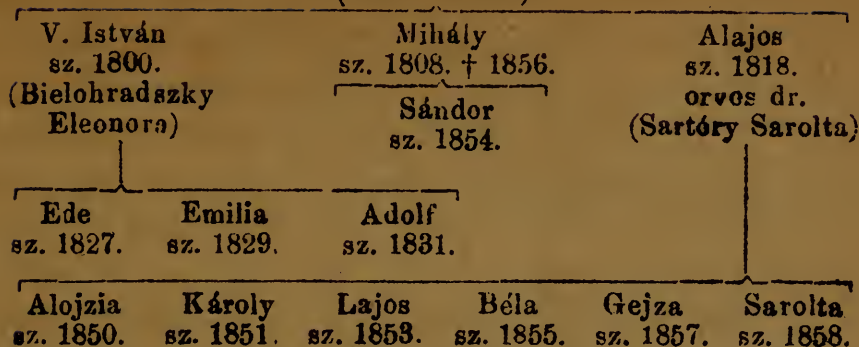 V. István Mihály Alajos
sz. 1800. sz. 1808. † 1856. sz. 1818.
(Bielohradszky orvos dr.
Eleonora) Sándor (Sartóry Sarolta)
sz. 1854.
Ede Emilia Adolf
sz. 1827. sz. 1829. sz. 1831.
Alojzia Károly Lajos Béla Gejza Sarolta
sz. 1850. sz. 1851. sz. 1853. sz. 1855. sz. 1857. sz. 1858.